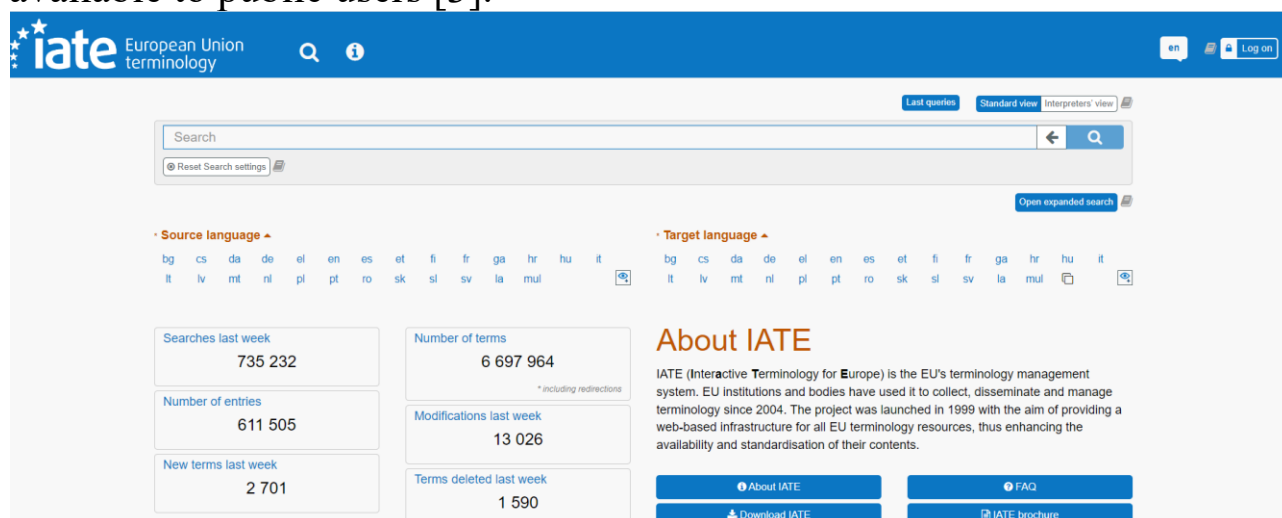 available to public users [5].
iate European Union terminology
en
Log on
Last queries
Standard view Interpreters' view
Search
Reset Search settings
Open expanded search
Source language
bg cs da de el en es et fi fr ga hr hu it
lt lv mt nl pl pt ro sk sl sv la mul
Target language
bg cs da de el en es et fi fr ga hr hu it
lt lv mt nl pl pt ro sk sl sv la mul
Searches last week
735 232
Number of entries
611 505
New terms last week
2 701
Number of terms
6 697 964
* including redirections
Modifications last week
13 026
Terms deleted last week
1 590
About IATE
IATE (InterActive Terminology for Europe) is the EU's terminology management
system. EU institutions and bodies have used it to collect, disseminate and manage
terminology since 2004. The project was launched in 1999 with the aim of providing a
web-based infrastructure for all EU terminology resources, thus enhancing the
availability and standardisation of their contents.
About IATE
FAQ
Download IATE
IATE brochure